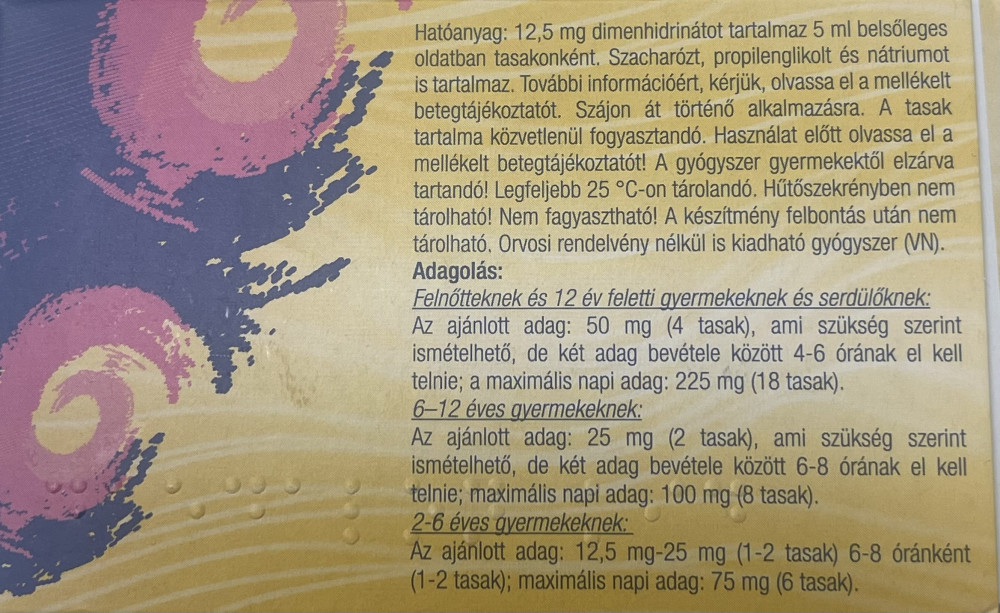 Hatóanyag: 12,5 mg dimenhidrinátot tartalmaz 5 ml belsőleges
oldatban tasakonként. Szacharózt, propilenglikolt és nátriumot
is tartalmaz. További információért, kérjük, olvassa el a mellékelt
betegtájékoztatót. Szájon át történő alkalmazásra. A tasak
tartalma közvetlenül fogyasztandó. Használat előtt olvassa el a
mellékelt betegtájékoztatót! A gyógyszer gyermekektől elzárva
tartandó! Legfeljebb 25 °C-on tárolandó. Hűtőszekrényben nem
tárolható! Nem fagyasztható! A készítmény felbontás után nem
tárolható. Orvosi rendelvény nélkül is kiadható gyógyszer (VN).
Adagolás:
Felnőtteknek és 12 év feletti gyermekeknek és serdülőknek:
Az ajánlott adag: 50 mg (4 tasak), ami szükség szerint
ismételhető, de két adag bevétele között 4-6 órának el kell
telnie; a maximális napi adag: 225 mg (18 tasak).
6–12 éves gyermekeknek:
Az ajánlott adag: 25 mg (2 tasak), ami szükség szerint
ismételhető, de két adag bevétele között 6-8 órának el kell
telnie; maximális napi adag: 100 mg (8 tasak).
2-6 éves gyermekeknek:
Az ajánlott adag: 12,5 mg-25 mg (1-2 tasak) 6-8 óránként
(1-2 tasak); maximális napi adag: 75 mg (6 tasak).